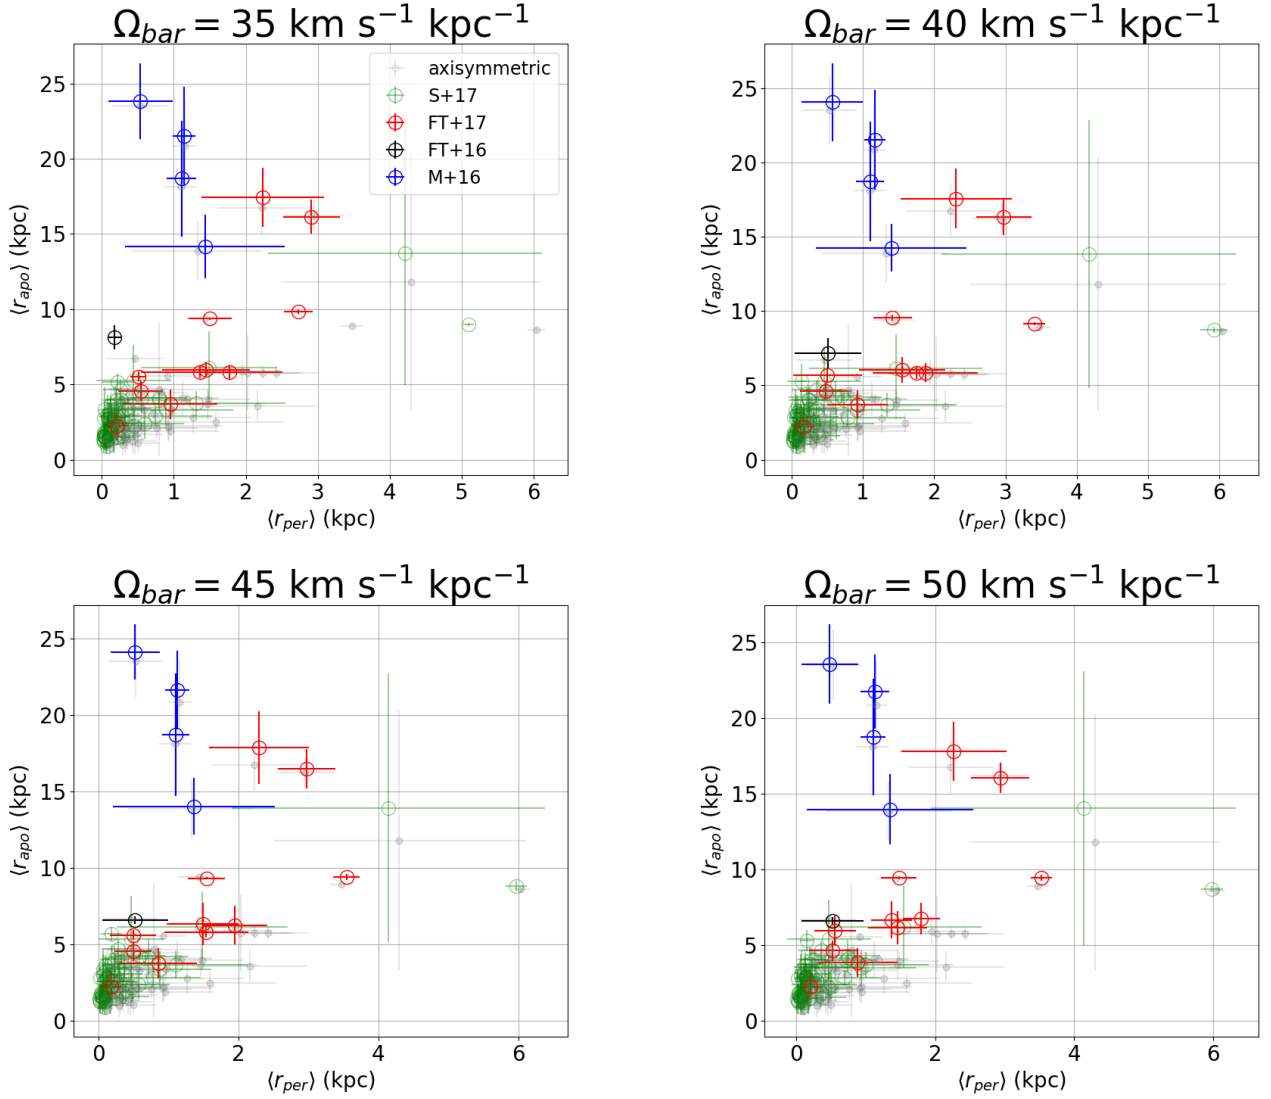 Ω_bar = 35 km s⁻¹ kpc⁻¹
axisymmetric
S+17
FT+17
FT+16
M+16
25
20
15
10
5
0
⟨r_apo⟩ (kpc)
0 1 2 3 4 5 6
⟨r_per⟩ (kpc)
Ω_bar = 40 km s⁻¹ kpc⁻¹
25
20
15
10
5
0
⟨r_apo⟩ (kpc)
0 1 2 3 4 5 6
⟨r_per⟩ (kpc)
Ω_bar = 45 km s⁻¹ kpc⁻¹
25
20
15
10
5
0
⟨r_apo⟩ (kpc)
0 2 4 6
⟨r_per⟩ (kpc)
Ω_bar = 50 km s⁻¹ kpc⁻¹
25
20
15
10
5
0
⟨r_apo⟩ (kpc)
0 2 4 6
⟨r_per⟩ (kpc)